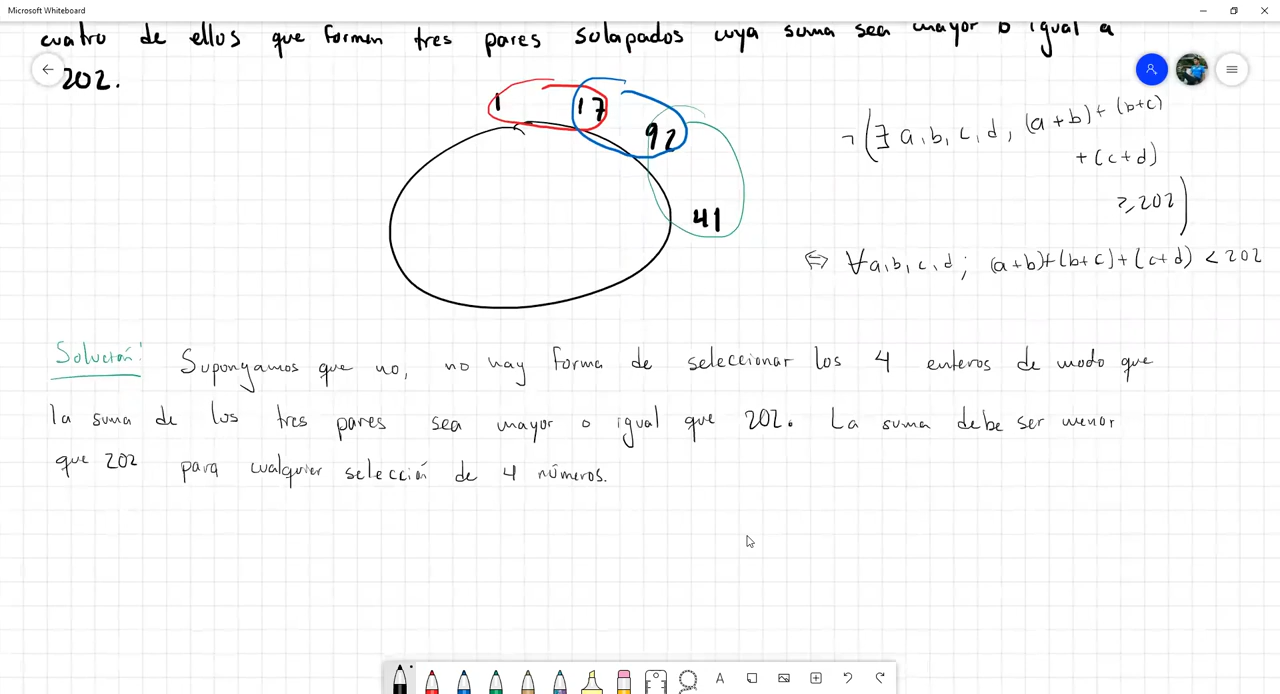 Microsoft Whiteboard
cuatro de ellos que formen tres pares solapados cuya suma sea mayor o igual a
202.
1 17 92 41
¬(∃ a,b,c,d, (a+b)+(b+c)
+(c+d)
≥202)
⇔ ∀a,b,c,d; (a+b)+(b+c)+(c+d) < 202
Solución: Supongamos que no, no hay forma de seleccionar los 4 enteros de modo que
la suma de los tres pares sea mayor o igual que 202. La suma debe ser menor
que 202 para cualquier selección de 4 números.